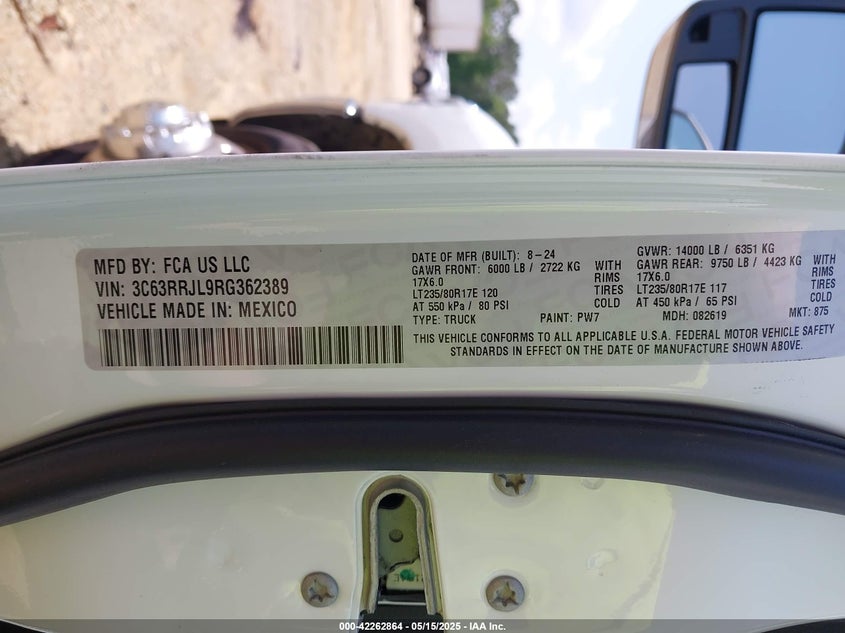 MFD BY: FCA US LLC
VIN: 3C63RRJL9RG362389
VEHICLE MADE IN: MEXICO
DATE OF MFR (BUILT): 8-24
GAWR FRONT: 6000 LB / 2722 KG WITH
17X6.0 RIMS
LT235/80R17E 120 TIRES
AT 550 kPa / 80 PSI COLD
TYPE: TRUCK PAINT: PW7
GVWR: 14000 LB / 6351 KG
GAWR REAR: 9750 LB / 4423 KG WITH
17X6.0 RIMS
LT235/80R17E 117 TIRES
AT 450 kPa / 65 PSI COLD
MDH: 082619 MKT: 875
THIS VEHICLE CONFORMS TO ALL APPLICABLE U.S.A. FEDERAL MOTOR VEHICLE SAFETY
STANDARDS IN EFFECT ON THE DATE OF MANUFACTURE SHOWN ABOVE.
000-42262864 - 05/15/2025 - IAA Inc.